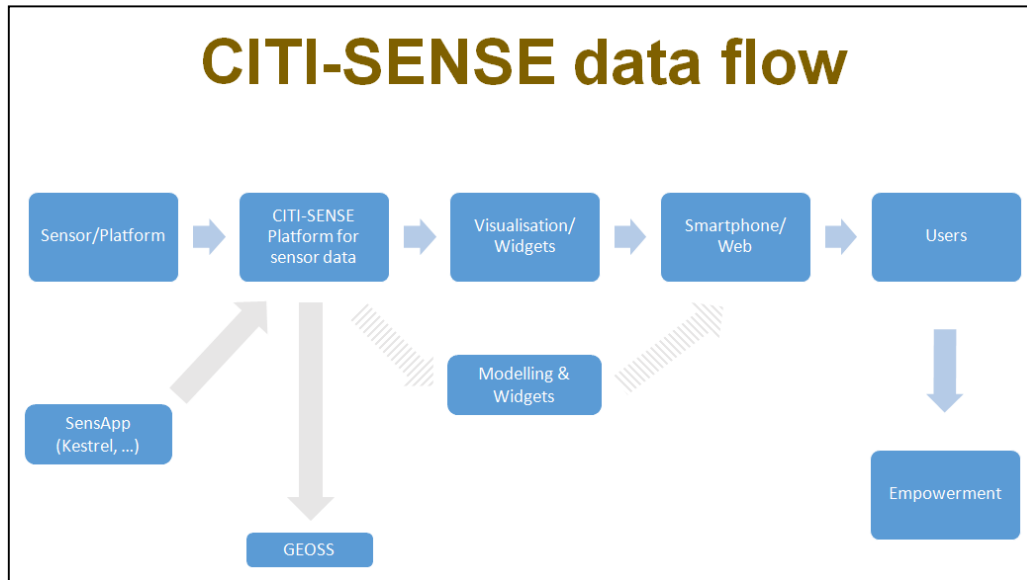 CITI-SENSE data flow
Sensor/Platform
CITI-SENSE
Platform for
sensor data
Visualisation/
Widgets
Smartphone/
Web
Users
Modelling &
Widgets
SensApp
(Kestrel, ...)
Empowerment
GEOSS